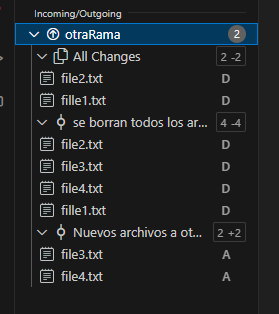 Incoming/Outgoing
otraRama 2
All Changes 2 -2
file2.txt D
fille1.txt D
se borran todos los ar... 4 -4
file2.txt D
file3.txt D
file4.txt D
fille1.txt D
Nuevos archivos a ot... 2 +2
file3.txt A
file4.txt A